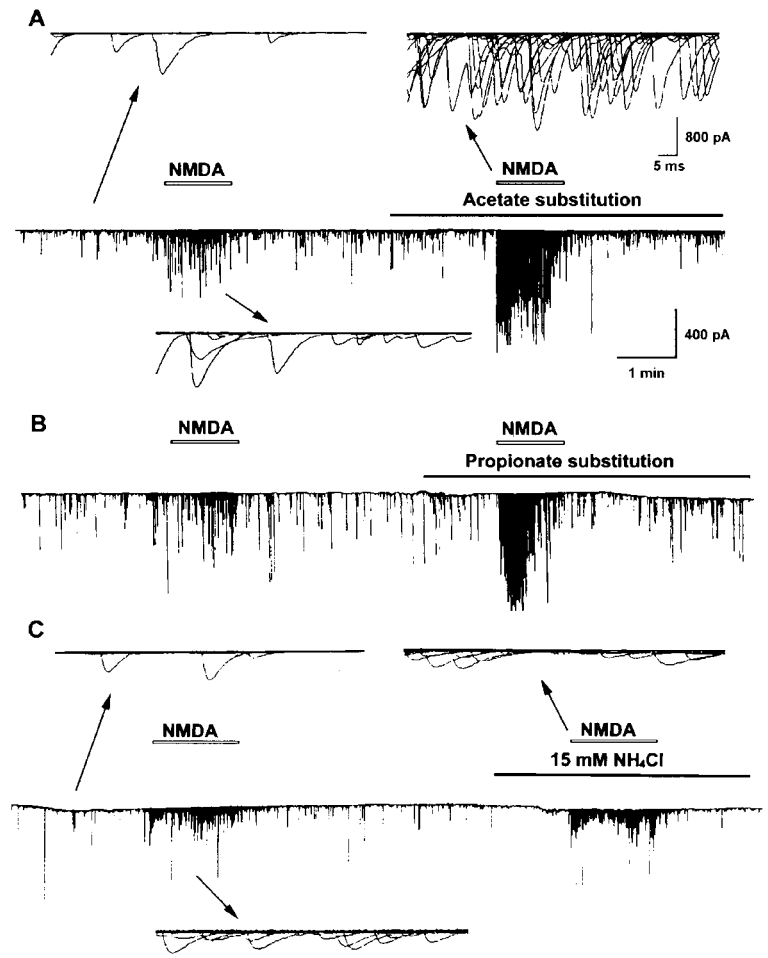 A
800 pA
5 ms
NMDA
NMDA
Acetate substitution
400 pA
1 min
B
NMDA
NMDA
Propionate substitution
C
NMDA
NMDA
15 mM NH₄Cl